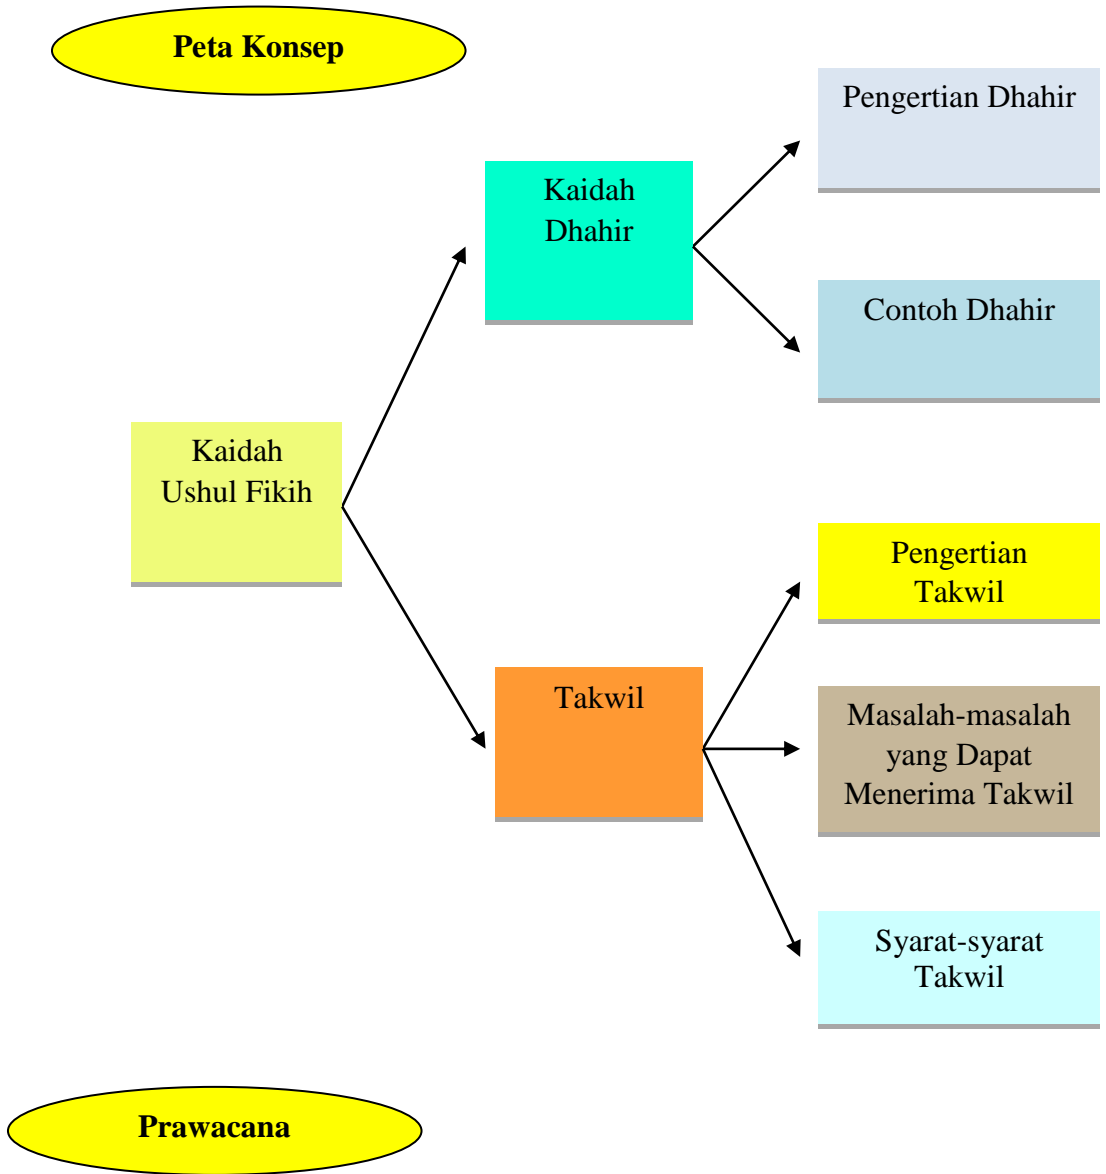 Peta Konsep
Pengertian Dhahir
Kaidah
Dhahir
Contoh Dhahir
Kaidah
Ushul Fikih
Pengertian
Takwil
Takwil
Masalah-masalah
yang Dapat
Menerima Takwil
Syarat-syarat
Takwil
Prawacana